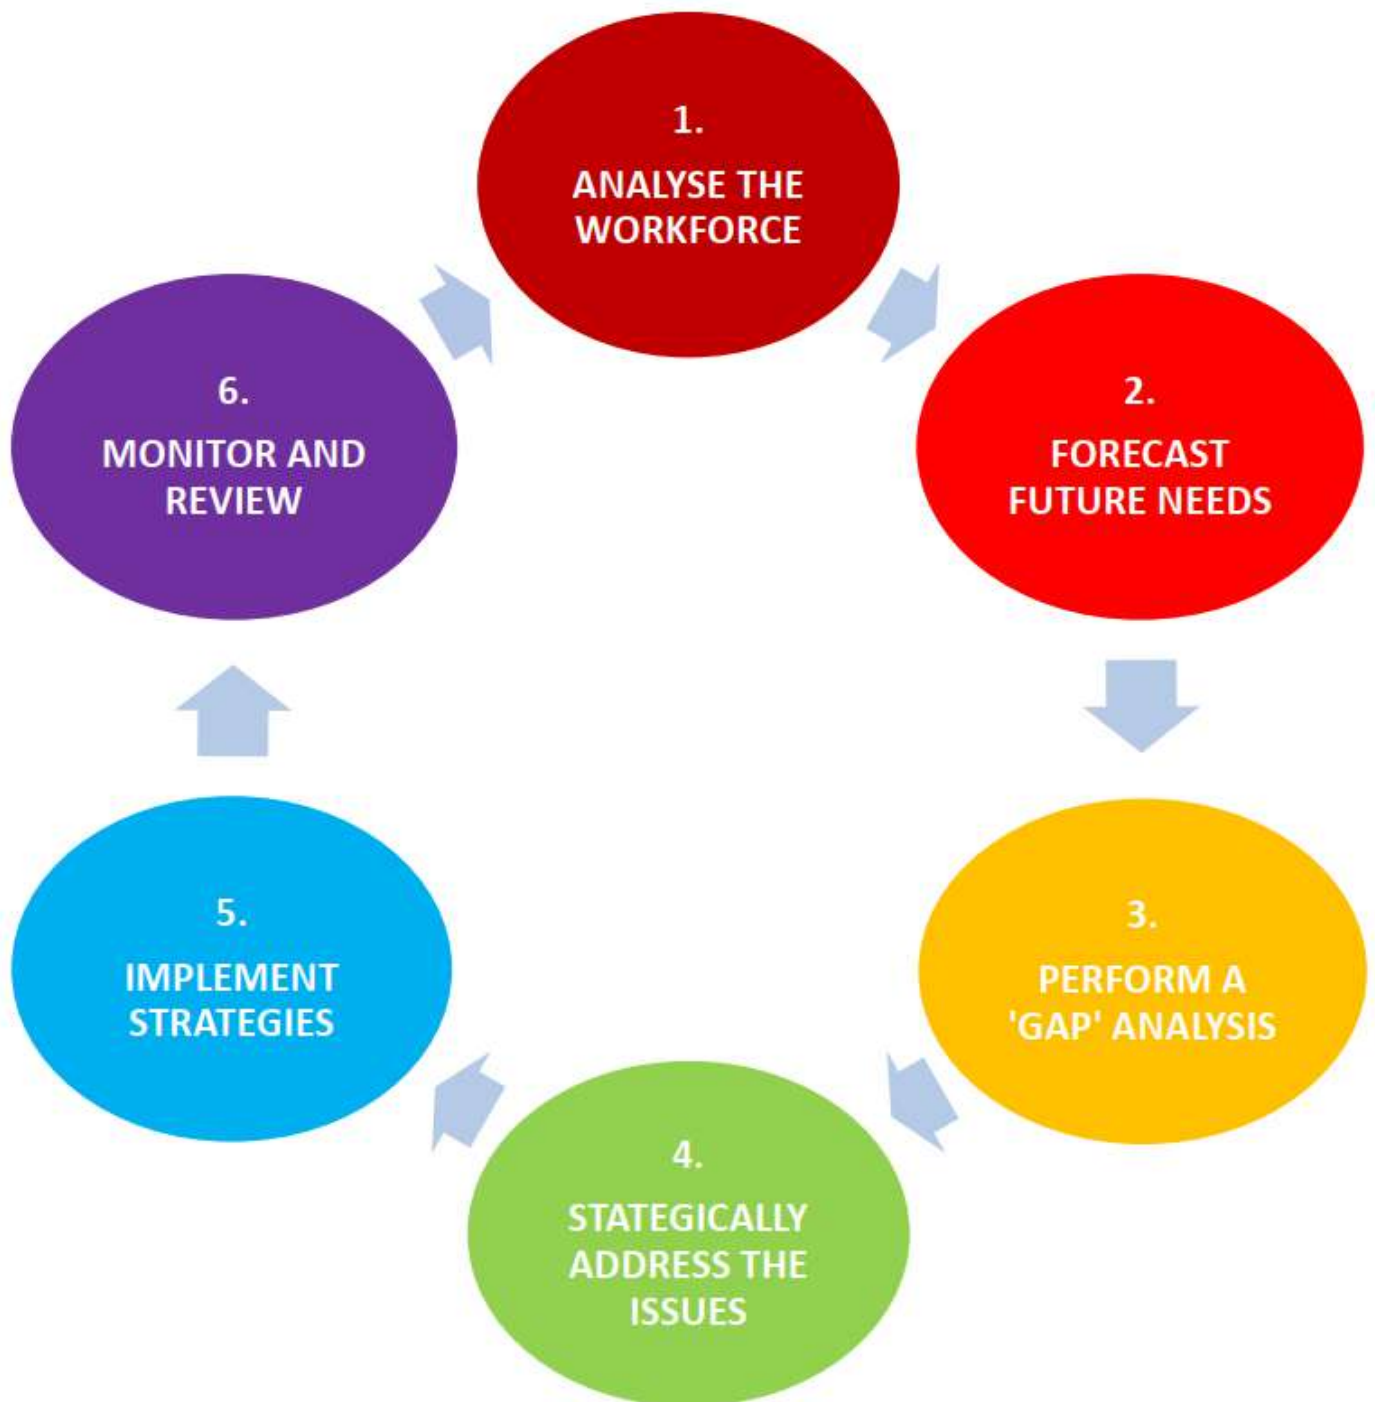 1.
ANALYSE THE
WORKFORCE
2.
FORECAST
FUTURE NEEDS
3.
PERFORM A
'GAP' ANALYSIS
4.
STATEGICALLY
ADDRESS THE
ISSUES
5.
IMPLEMENT
STRATEGIES
6.
MONITOR AND
REVIEW